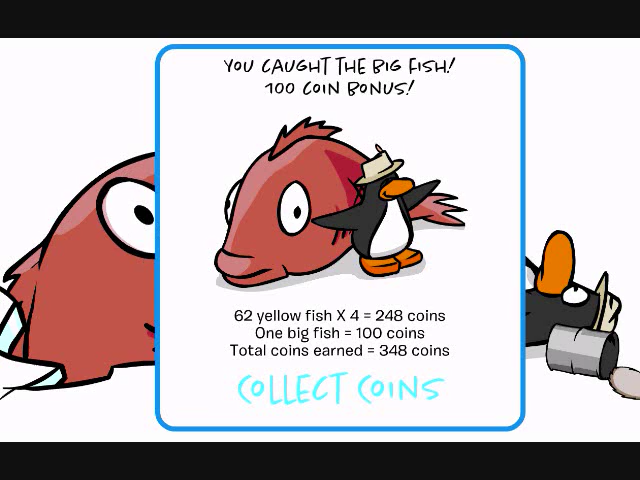 YOU CAUGHT THE BIG FISH!
100 COIN BONUS!
62 yellow fish X 4 = 248 coins
One big fish = 100 coins
Total coins earned = 348 coins
COLLECT COINS